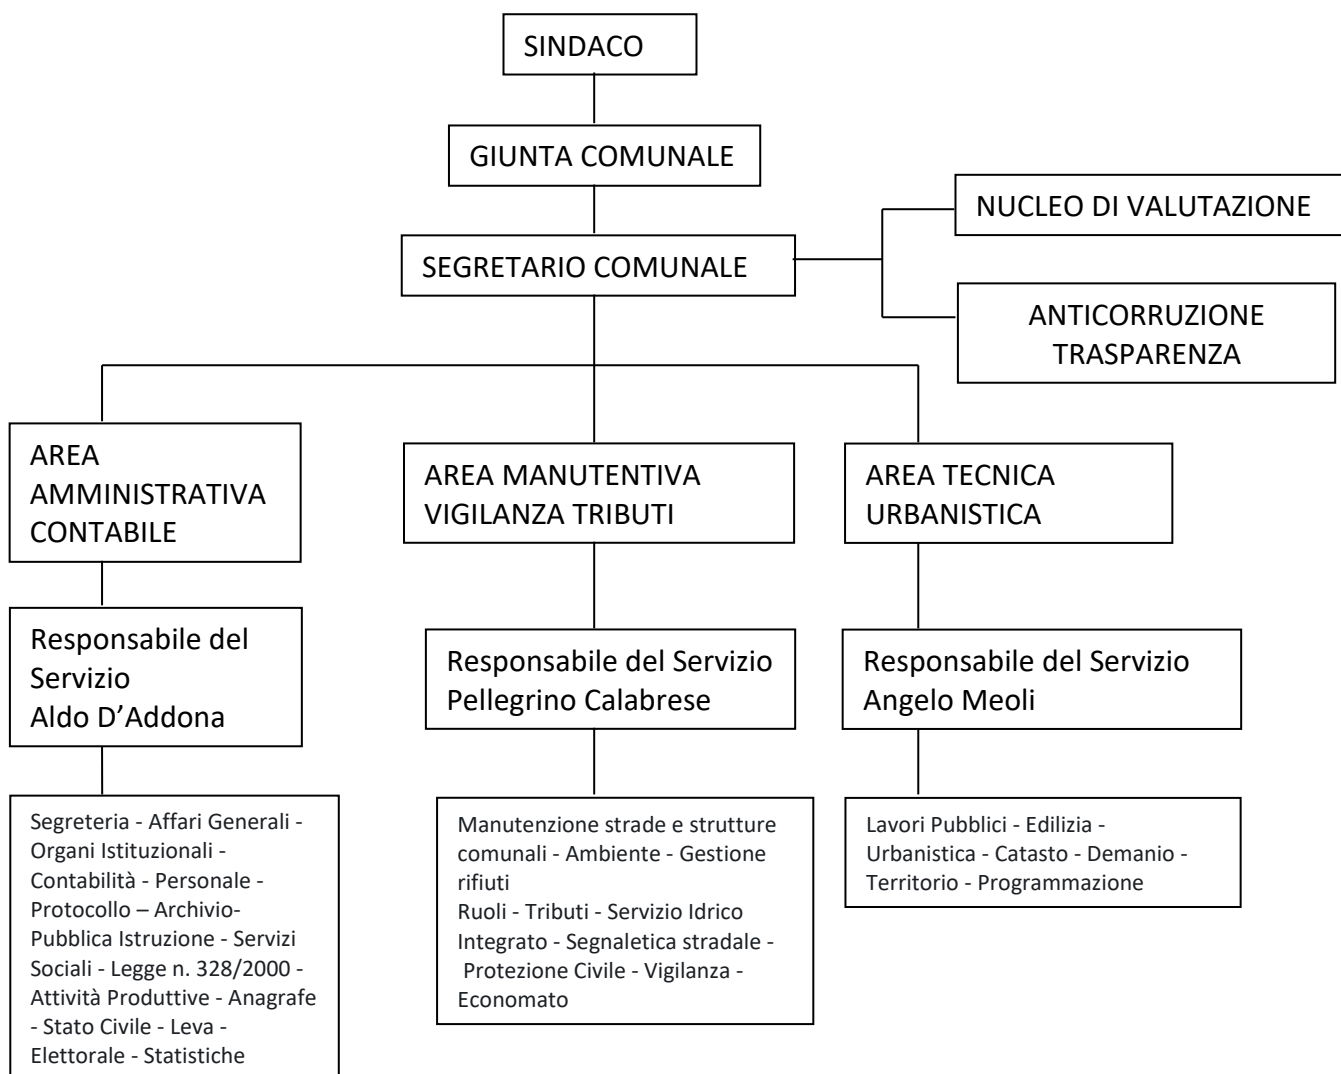 SINDACO
GIUNTA COMUNALE
NUCLEO DI VALUTAZIONE
SEGRETARIO COMUNALE
ANTICORRUZIONE
TRASPARENZA
AREA
AMMINISTRATIVA
CONTABILE
AREA MANUTENTIVA
VIGILANZA TRIBUTI
AREA TECNICA
URBANISTICA
Responsabile del
Servizio
Aldo D’Addona
Responsabile del Servizio
Pellegrino Calabrese
Responsabile del Servizio
Angelo Meoli
Segreteria - Affari Generali -
Organi Istituzionali -
Contabilità - Personale -
Protocollo – Archivio-
Pubblica Istruzione - Servizi
Sociali - Legge n. 328/2000 -
Attività Produttive - Anagrafe
- Stato Civile - Leva -
Elettorale - Statistiche
Manutenzione strade e strutture
comunali - Ambiente - Gestione
rifiuti
Ruoli - Tributi - Servizio Idrico
Integrato - Segnaletica stradale -
Protezione Civile - Vigilanza -
Economato
Lavori Pubblici - Edilizia -
Urbanistica - Catasto - Demanio -
Territorio - Programmazione